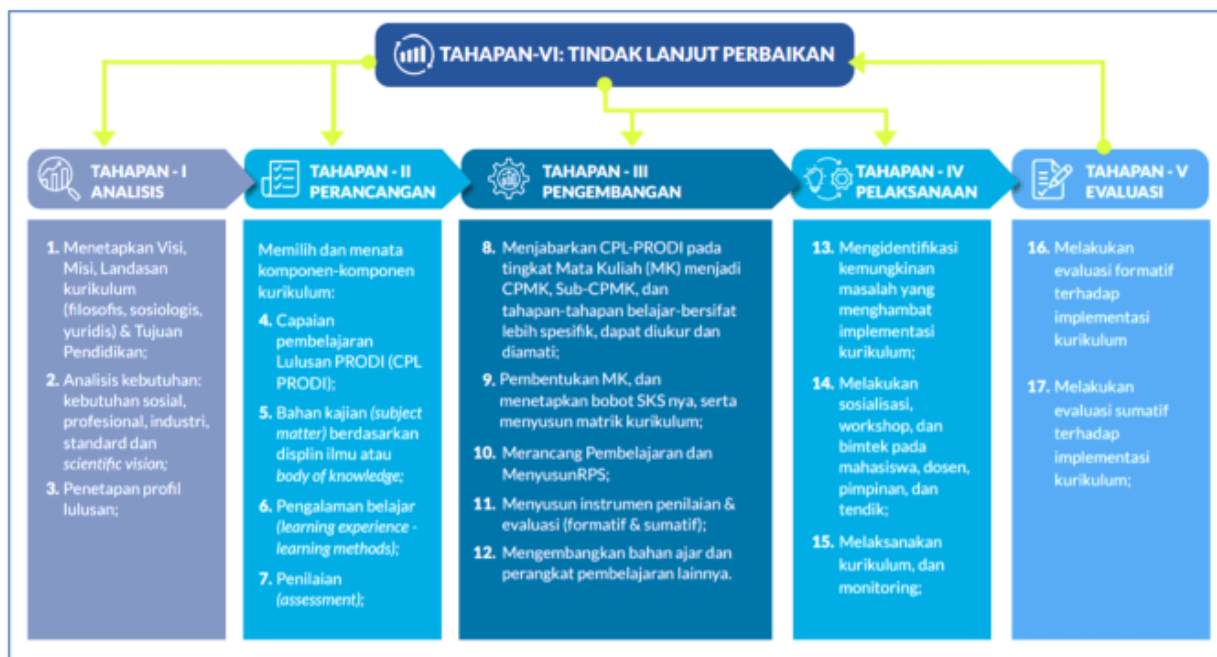 TAHAPAN-VI: TINDAK LANJUT PERBAIKAN
TAHAPAN - I
ANALISIS
1. Menetapkan Visi,
Misi, Landasan
kurikulum
(filosofis, sosiologis,
yuridis) & Tujuan
Pendidikan;
2. Analisis kebutuhan:
kebutuhan sosial,
profesional, industri,
standard dan
scientific vision;
3. Penetapan profil
lulusan;
TAHAPAN - II
PERANCANGAN
Memilih dan menata
komponen-komponen
kurikulum:
4. Capaian
pembelajaran
Lulusan PRODI (CPL
PRODI);
5. Bahan kajian (subject
matter) berdasarkan
displin ilmu atau
body of knowledge;
6. Pengalaman belajar
(learning experience -
learning methods);
7. Penilaian
(assessment);
TAHAPAN - III
PENGEMBANGAN
8. Menjabarkan CPL-PRODI pada
tingkat Mata Kuliah (MK) menjadi
CPMK, Sub-CPMK, dan
tahapan-tahapan belajar-bersifat
lebih spesifik, dapat diukur dan
diamati;
9. Pembentukan MK, dan
menetapkan bobot SKS nya, serta
menyusun matrik kurikulum;
10. Merancang Pembelajaran dan
MenyusunRPS;
11. Menyusun instrumen penilaian &
evaluasi (formatif & sumatif);
12. Mengembangkan bahan ajar dan
perangkat pembelajaran lainnya.
TAHAPAN - IV
PELAKSANAAN
13. Mengidentifikasi
kemungkinan
masalah yang
menghambat
implementasi
kurikulum;
14. Melakukan
sosialisasi,
workshop, dan
bimtek pada
mahasiswa, dosen,
pimpinan, dan
tendik;
15. Melaksanakan
kurikulum, dan
monitoring;
TAHAPAN - V
EVALUASI
16. Melakukan
evaluasi formatif
terhadap
implementasi
kurikulum
17. Melakukan
evaluasi sumatif
terhadap
implementasi
kurikulum;